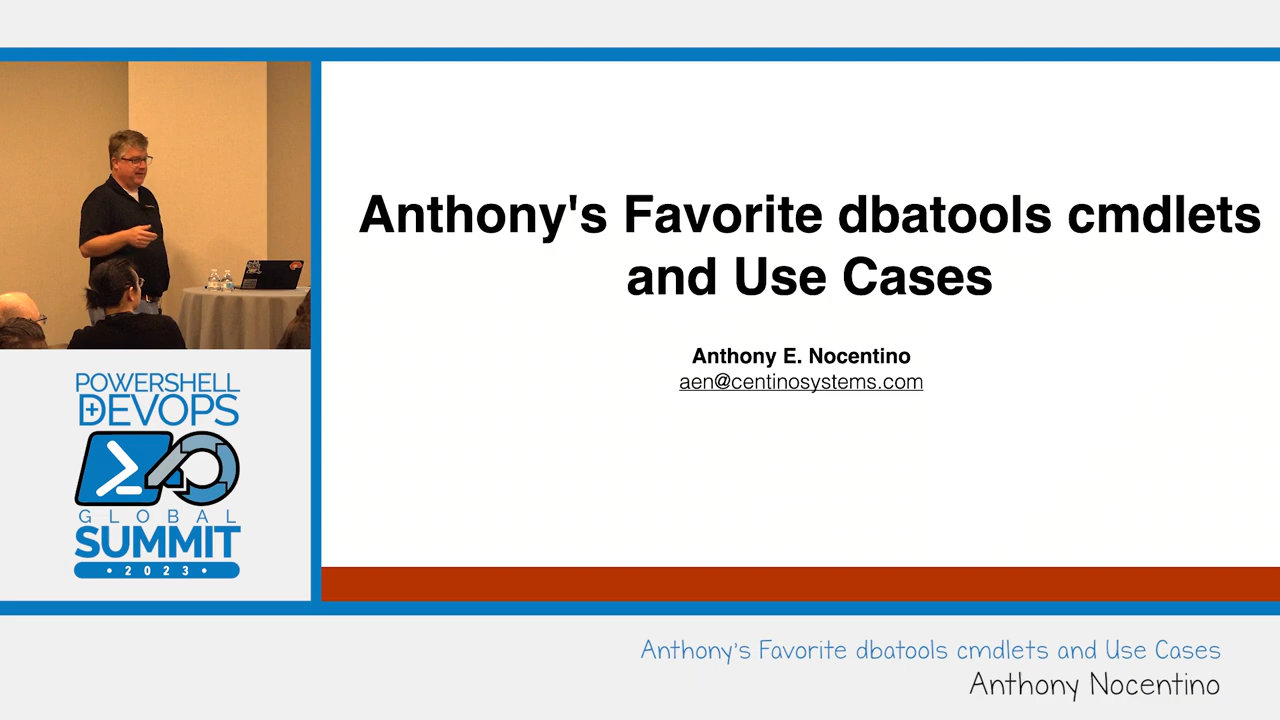 Anthony's Favorite dbatools cmdlets
and Use Cases
Anthony E. Nocentino
aen@centinosystems.com
POWERSHELL
+DEVOPS
GLOBAL
SUMMIT
• 2023 •
Anthony's Favorite dbatools cmdlets and Use Cases
Anthony Nocentino